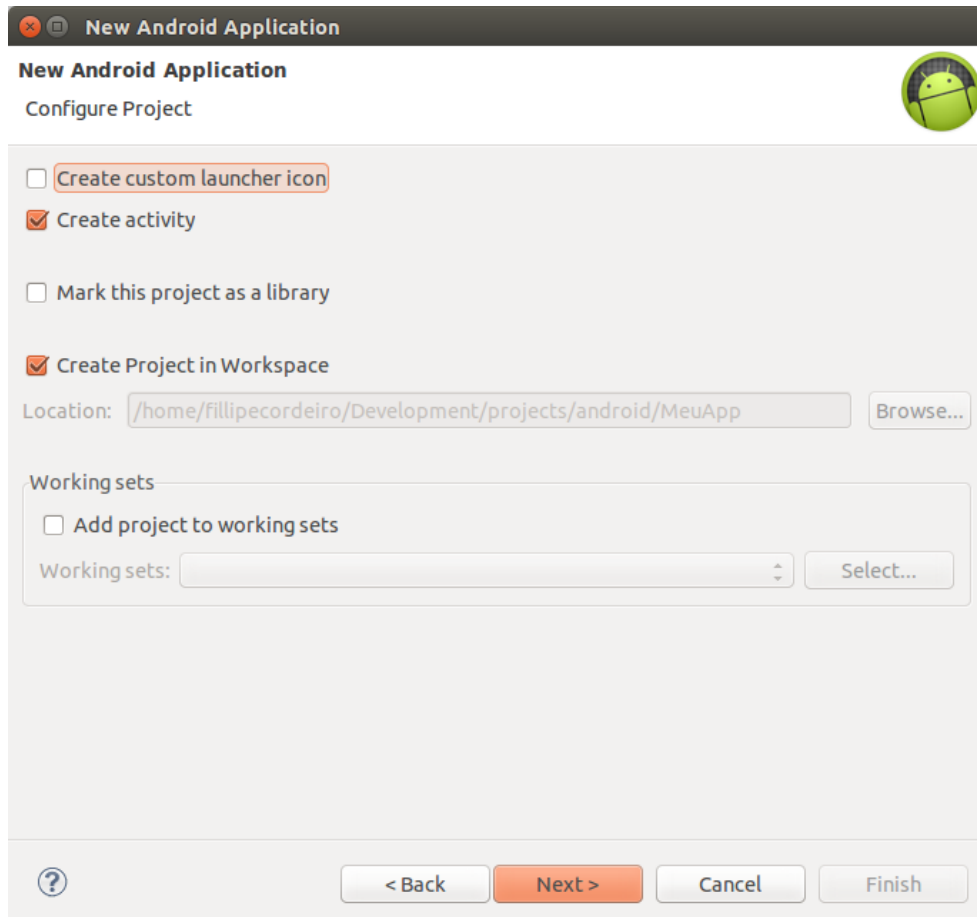 New Android Application
New Android Application
Configure Project
Create custom launcher icon
Create activity
Mark this project as a library
Create Project in Workspace
Location: /home/fillipecordeiro/Development/projects/android/MeuApp Browse...
Working sets
Add project to working sets
Working sets: Select...
? < Back Next > Cancel Finish